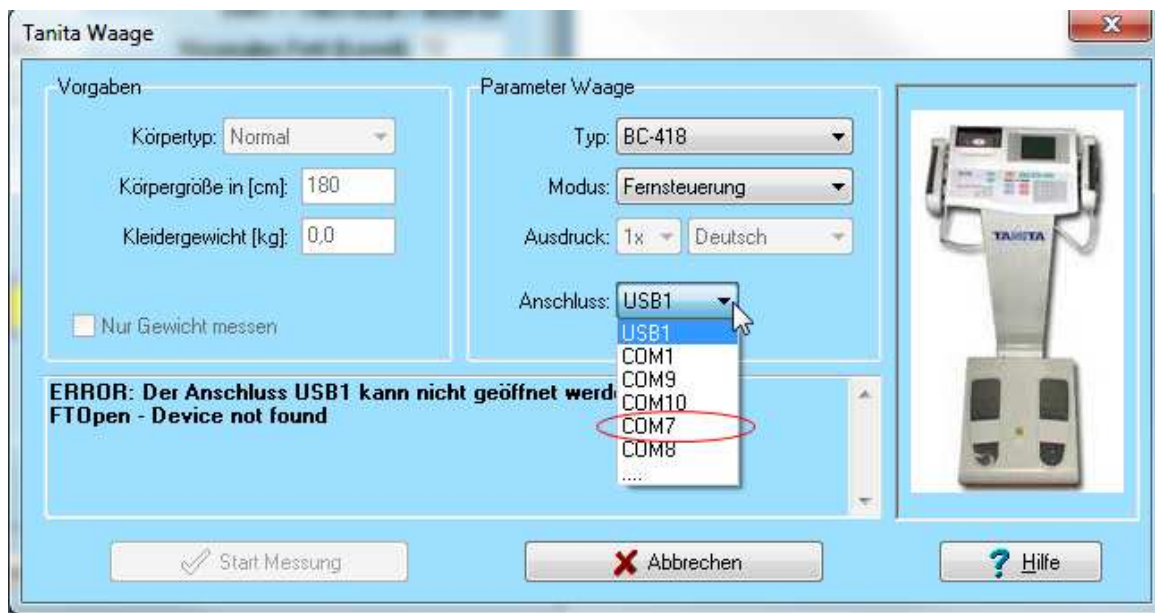 Tanita Waage
Vorgaben
Körpertyp: Normal
Körpergröße in [cm]: 180
Kleidergewicht [kg]: 0,0
Nur Gewicht messen
Parameter Waage
Typ: BC-418
Modus: Fernsteuerung
Ausdruck: 1x Deutsch
Anschluss: USB1
USB1
COM1
COM9
COM10
COM7
COM8
....
TANITA
ERROR: Der Anschluss USB1 kann nicht geöffnet
FTOpen - Device not found
Start Messung
Abbrechen
? Hilfe